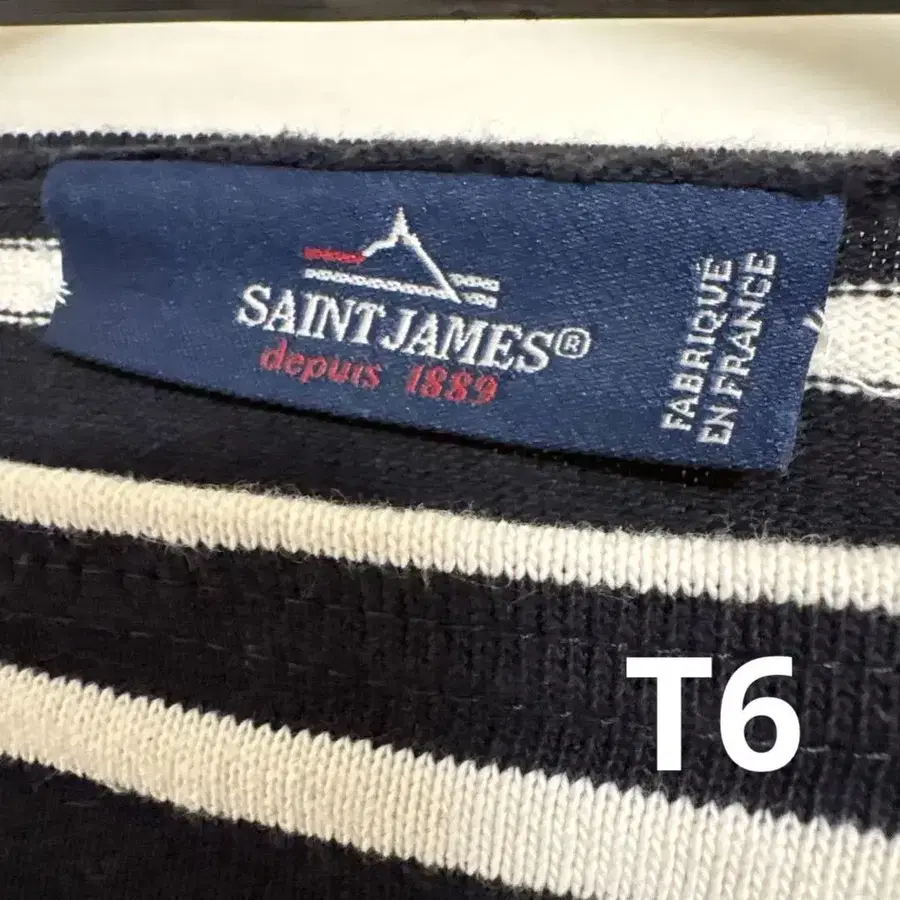 SAINT JAMES®
depuis 1889
FABRIQUÉ
EN FRANCE
T6